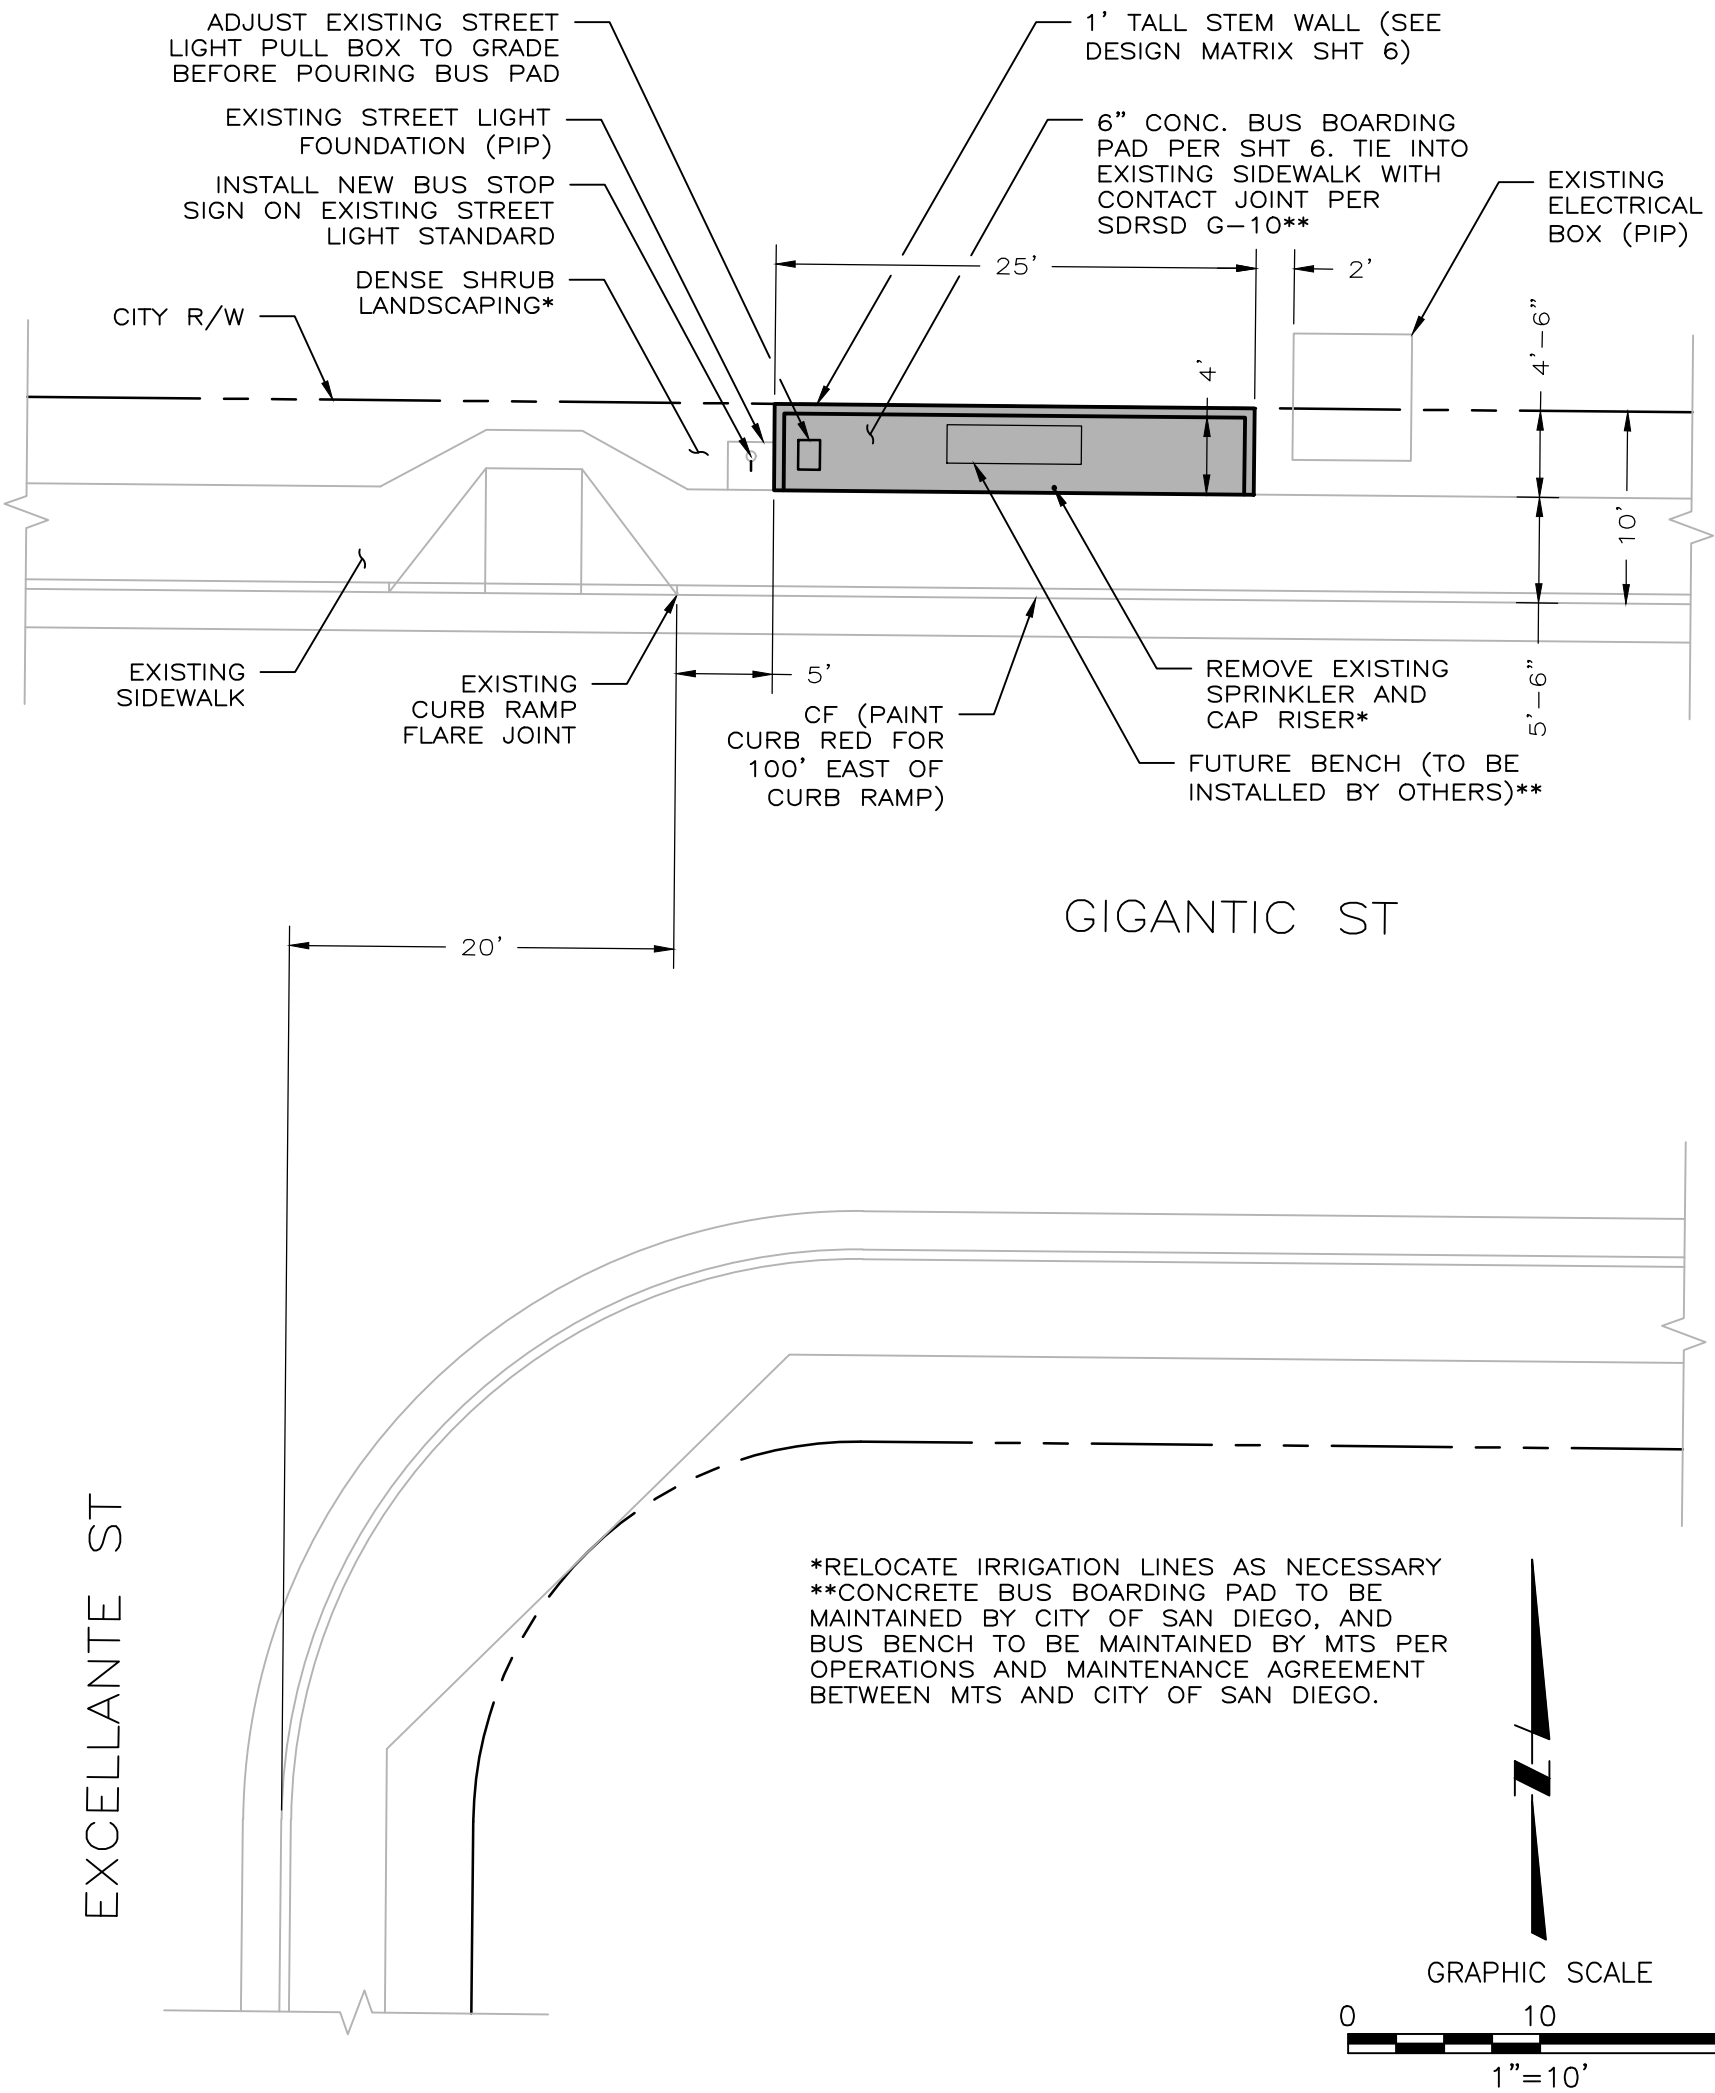 ADJUST EXISTING STREET
LIGHT PULL BOX TO GRADE
BEFORE POURING BUS PAD
EXISTING STREET LIGHT
FOUNDATION (PIP)
INSTALL NEW BUS STOP
SIGN ON EXISTING STREET
LIGHT STANDARD
DENSE SHRUB
LANDSCAPING*
CITY R/W
1' TALL STEM WALL (SEE
DESIGN MATRIX SHT 6)
6" CONC. BUS BOARDING
PAD PER SHT 6. TIE INTO
EXISTING SIDEWALK WITH
CONTACT JOINT PER
SDRSD G-10**
EXISTING
ELECTRICAL
BOX (PIP)
25'
2'
4'
4'-6"
10'
5'-6"
EXISTING
SIDEWALK
EXISTING
CURB RAMP
FLARE JOINT
5'
CF (PAINT
CURB RED FOR
100' EAST OF
CURB RAMP)
REMOVE EXISTING
SPRINKLER AND
CAP RISER*
FUTURE BENCH (TO BE
INSTALLED BY OTHERS)**
GIGANTIC ST
20'
EXCELLANTE ST
*RELOCATE IRRIGATION LINES AS NECESSARY
**CONCRETE BUS BOARDING PAD TO BE
MAINTAINED BY CITY OF SAN DIEGO, AND
BUS BENCH TO BE MAINTAINED BY MTS PER
OPERATIONS AND MAINTENANCE AGREEMENT
BETWEEN MTS AND CITY OF SAN DIEGO.
N
GRAPHIC SCALE
0 10
1"=10'